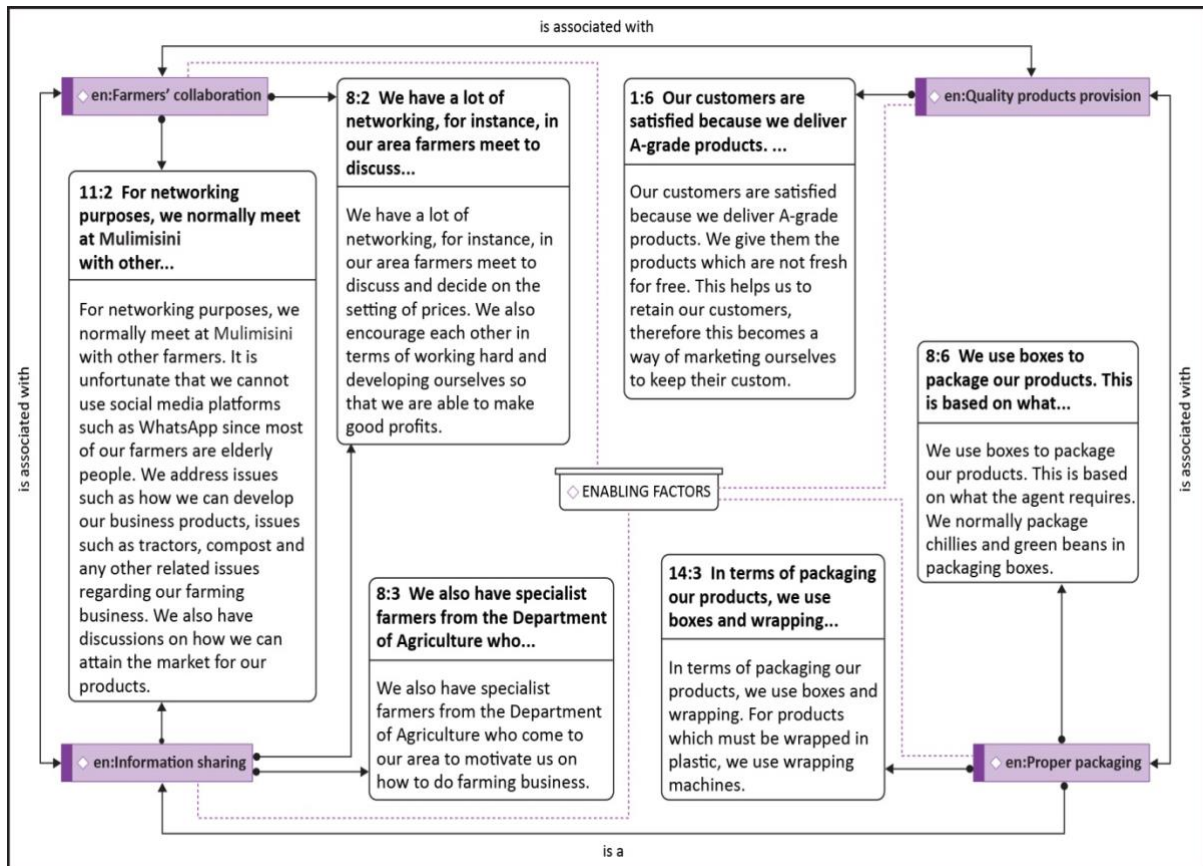 is associated with
en:Farmers’ collaboration
8:2 We have a lot of
networking, for instance, in
our area farmers meet to
discuss...
We have a lot of
networking, for instance, in
our area farmers meet to
discuss and decide on the
setting of prices. We also
encourage each other in
terms of working hard and
developing ourselves so
that we are able to make
good profits.
1:6 Our customers are
satisfied because we deliver
A-grade products. ...
Our customers are satisfied
because we deliver A-grade
products. We give them the
products which are not fresh
for free. This helps us to
retain our customers,
therefore this becomes a
way of marketing ourselves
to keep their custom.
en:Quality products provision
11:2 For networking
purposes, we normally meet
at Mulimisini
with other...
For networking purposes, we
normally meet at Mulimisini
with other farmers. It is
unfortunate that we cannot
use social media platforms
such as WhatsApp since most
of our farmers are elderly
people. We address issues
such as how we can develop
our business products, issues
such as tractors, compost and
any other related issues
regarding our farming
business. We also have
discussions on how we can
attain the market for our
products.
is associated with
8:6 We use boxes to
package our products. This
is based on what...
We use boxes to package
our products. This is based
on what the agent requires.
We normally package
chillies and green beans in
packaging boxes.
is associated with
ENABLING FACTORS
8:3 We also have specialist
farmers from the Department
of Agriculture who...
We also have specialist
farmers from the Department
of Agriculture who come to
our area to motivate us on
how to do farming business.
14:3 In terms of packaging
our products, we use
boxes and wrapping...
In terms of packaging our
products, we use boxes and
wrapping. For products
which must be wrapped in
plastic, we use wrapping
machines.
en:Information sharing
en:Proper packaging
is a